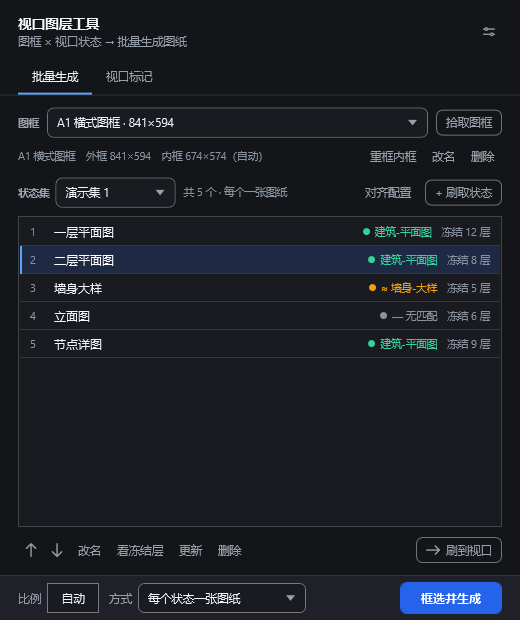 视口图层工具
图框 × 视口状态 → 批量生成图纸
批量生成 视口标记
图框 A1 横式图框 · 841×594 拾取图框
A1 横式图框 外框 841×594 内框 674×574 (自动) 重框内框 改名 删除
状态集 演示集 1 共 5 个 · 每个一张图纸 对齐配置 + 刷取状态
1 一层平面图 建筑-平面图 冻结 12 层
2 二层平面图 建筑-平面图 冻结 8 层
3 墙身大样 ≈ 墙身-大样 冻结 5 层
4 立面图 — 无匹配 冻结 6 层
5 节点详图 建筑-平面图 冻结 9 层
↑ ↓ 改名 看冻结层 更新 删除 → 刷到视口
比例 自动 方式 每个状态一张图纸 框选并生成